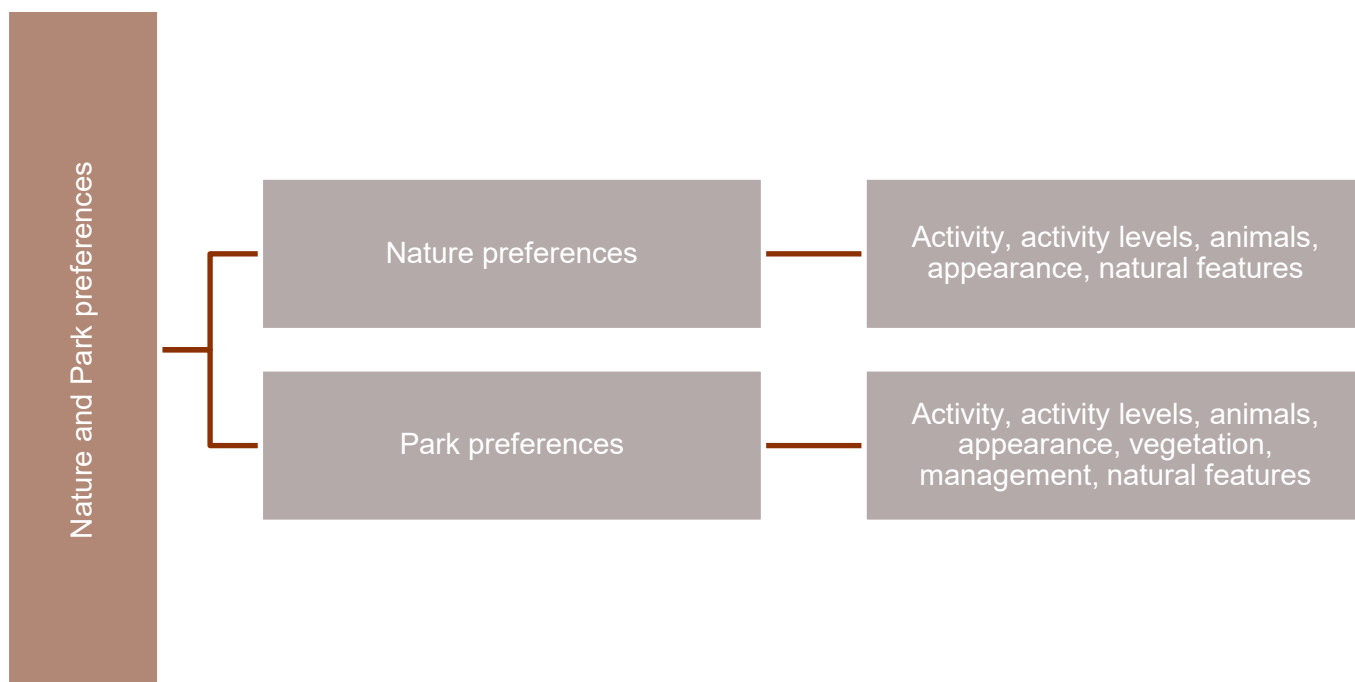 Nature and Park preferences
Nature preferences
Activity, activity levels, animals,
appearance, natural features
Park preferences
Activity, activity levels, animals,
appearance, vegetation,
management, natural features